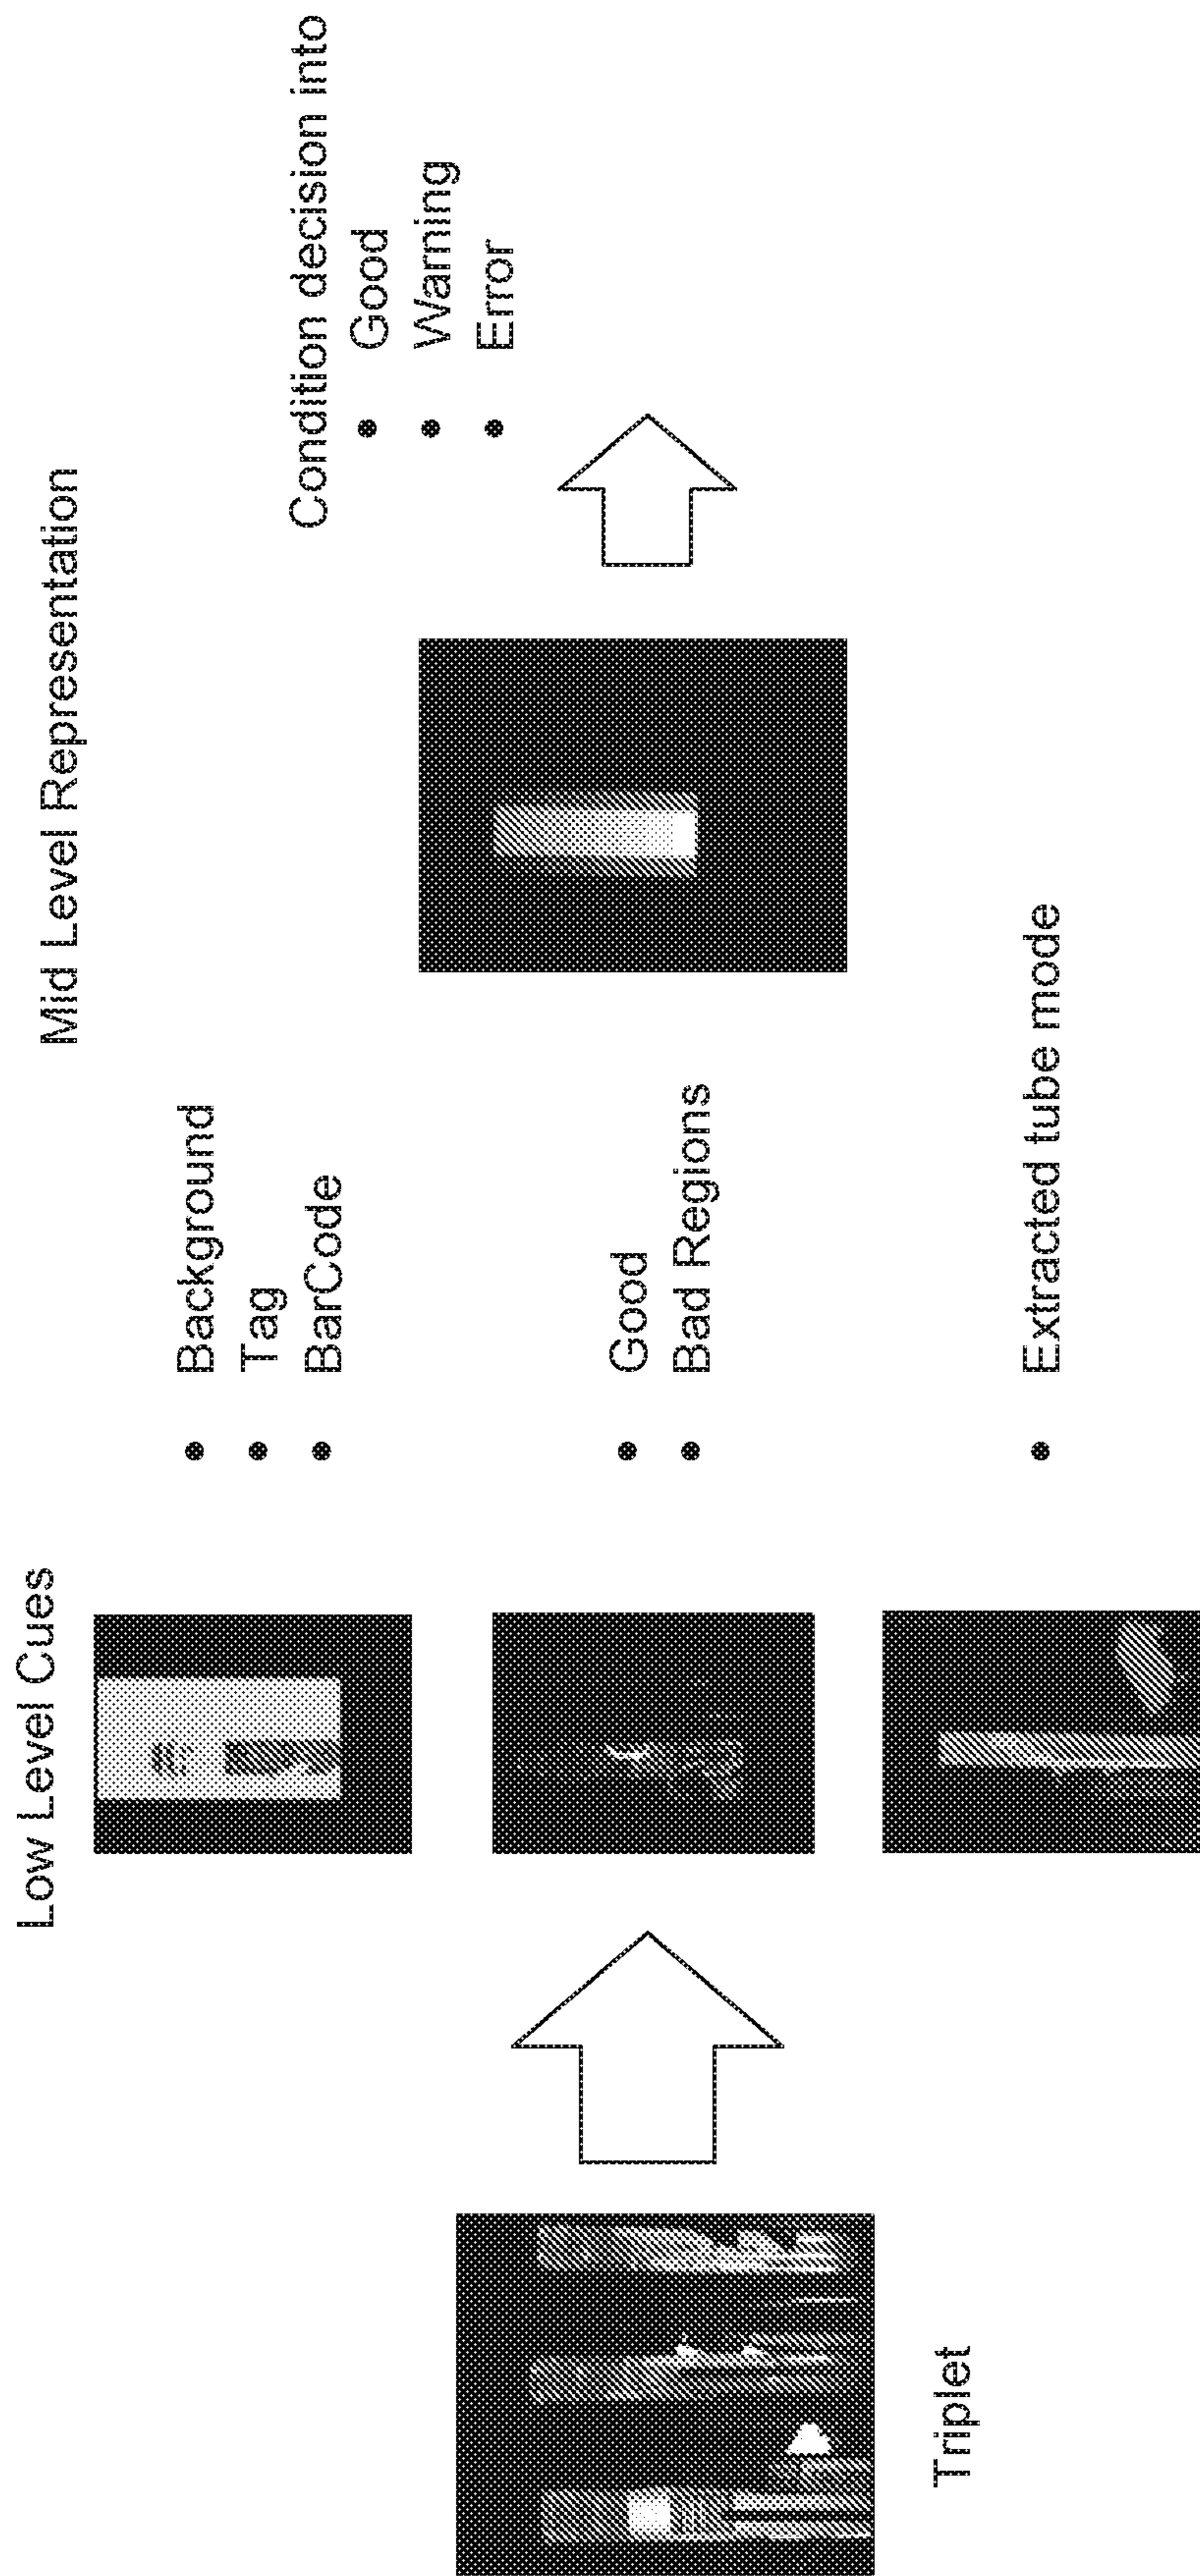 Triplet
Low Level Cues
• Background
• Tag
• BarCode
• Good
• Bad Regions
• Extracted tube mode
Mid Level Representation
Condition decision into
• Good
• Warning
• Error